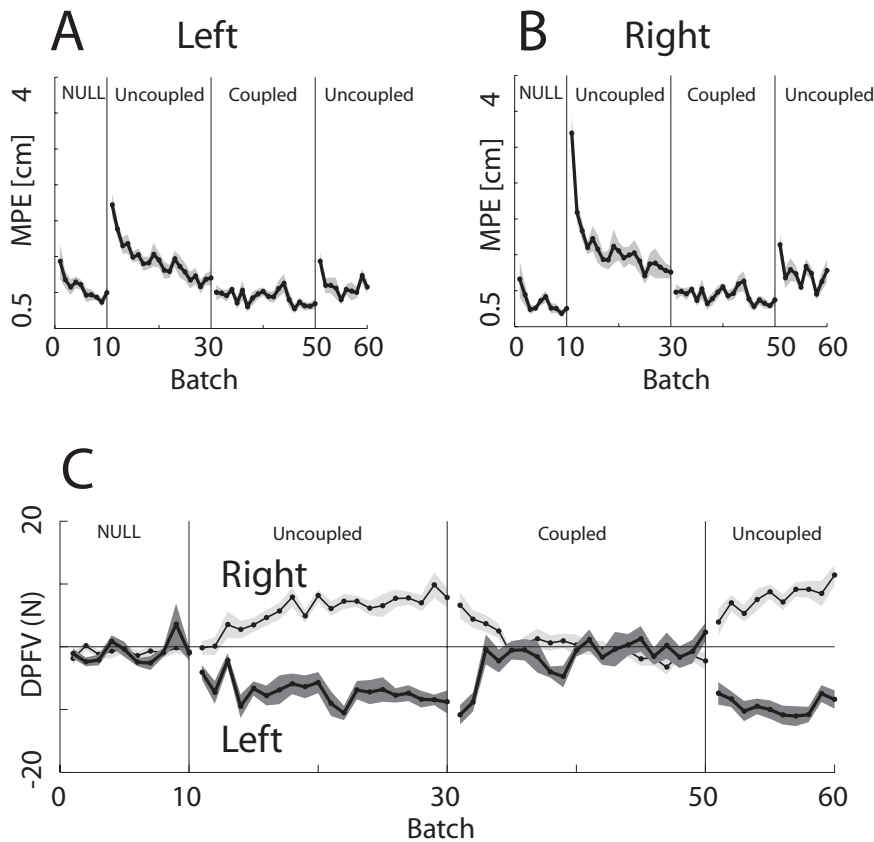 A Left
NULL Uncoupled Coupled Uncoupled
MPE [cm]
4
0.5
0 10 30 50 60
Batch
B Right
NULL Uncoupled Coupled Uncoupled
MPE [cm]
4
0.5
0 10 30 50 60
Batch
C
NULL Uncoupled Coupled Uncoupled
DPFV (N)
20
-20
Right
Left
0 10 30 50 60
Batch